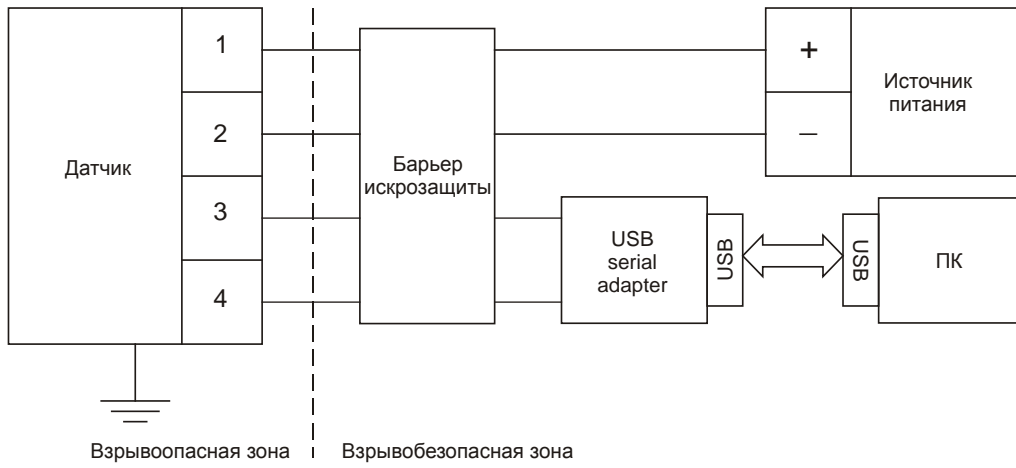 Датчик
1
2
3
4
Барьер
искрозащиты
+
–
Источник
питания
USB
serial
adapter
USB
USB
ПК
Взрывоопасная зона
Взрывобезопасная зона